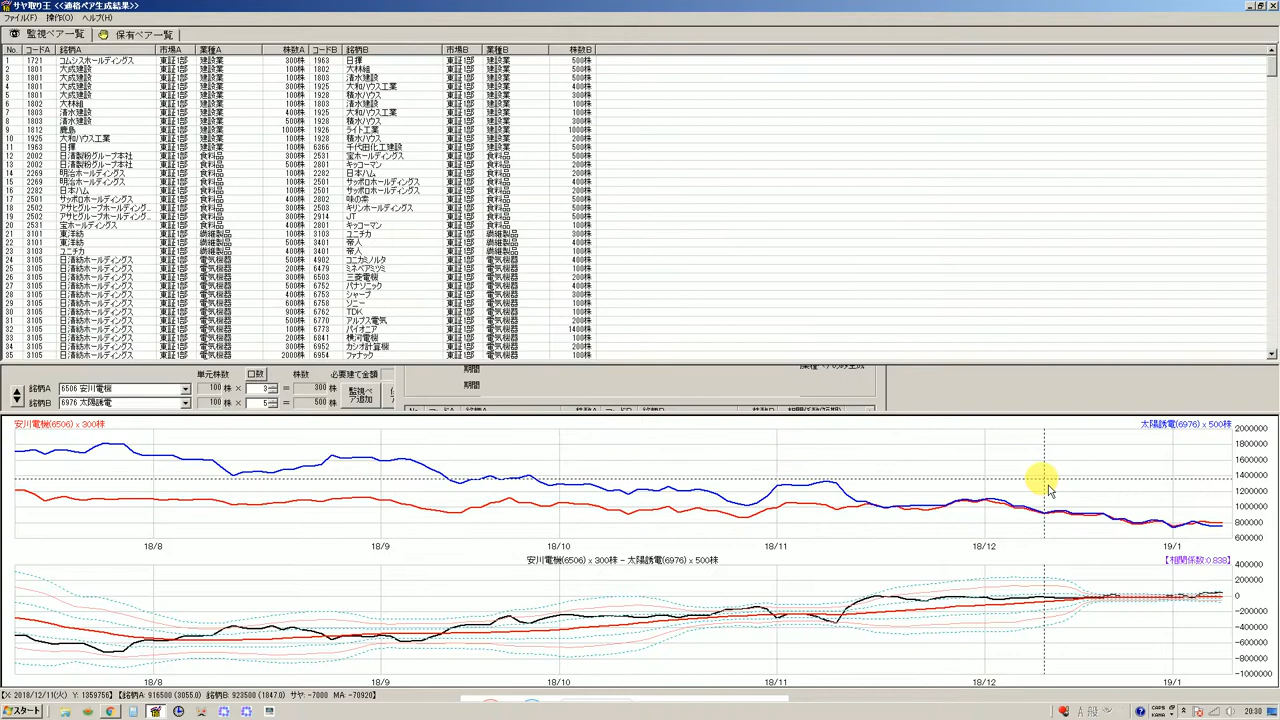 サヤ取り王 <<適格ペア生成結果>>
ファイル(F) 操作(O) ヘルプ(H)
監視ペア一覧 保有ペア一覧
No. コードA 銘柄A 市場A 業種A 株数A コードB 銘柄B 市場B 業種B 株数B
1 1721 コムシスホールディングス 東証1部 建設業 300株 1963 日揮 東証1部 建設業 500株
2 1801 大成建設 東証1部 建設業 100株 1802 大林組 東証1部 建設業 500株
3 1801 大成建設 東証1部 建設業 100株 1803 清水建設 東証1部 建設業 500株
4 1801 大成建設 東証1部 建設業 300株 1925 大和ハウス工業 東証1部 建設業 400株
5 1801 大成建設 東証1部 建設業 100株 1928 積水ハウス 東証1部 建設業 300株
6 1802 大林組 東証1部 建設業 100株 1803 清水建設 東証1部 建設業 100株
7 1803 清水建設 東証1部 建設業 400株 1925 大和ハウス工業 東証1部 建設業 100株
8 1803 清水建設 東証1部 建設業 500株 1928 積水ハウス 東証1部 建設業 300株
9 1812 鹿島 東証1部 建設業 1000株 1926 ライト工業 東証1部 建設業 1000株
10 1925 大和ハウス工業 東証1部 建設業 100株 1928 積水ハウス 東証1部 建設業 200株
11 1963 日揮 東証1部 建設業 100株 6366 千代田化工建設 東証1部 建設業 500株
12 2002 日清製粉グループ本社 東証1部 食料品 300株 2531 宝ホールディングス 東証1部 食料品 500株
13 2002 日清製粉グループ本社 東証1部 食料品 500株 2801 キッコーマン 東証1部 食料品 200株
14 2269 明治ホールディングス 東証1部 食料品 100株 2282 日本ハム 東証1部 食料品 200株
15 2269 明治ホールディングス 東証1部 食料品 100株 2501 サッポロホールディングス 東証1部 食料品 400株
16 2282 日本ハム 東証1部 食料品 200株 2501 サッポロホールディングス 東証1部 食料品 400株
17 2501 サッポロホールディングス 東証1部 食料品 400株 2802 味の素 東証1部 食料品 500株
18 2502 アサヒグループホールディング... 東証1部 食料品 300株 2503 キリンホールディングス 東証1部 食料品 500株
19 2502 アサヒグループホールディング... 東証1部 食料品 300株 2914 JT 東証1部 食料品 500株
20 2531 宝ホールディングス 東証1部 食料品 400株 2801 キッコーマン 東証1部 食料品 100株
21 3101 東洋紡 東証1部 繊維製品 100株 3103 ユニチカ 東証1部 繊維製品 300株
22 3101 東洋紡 東証1部 繊維製品 500株 3401 帝人 東証1部 繊維製品 400株
23 3103 ユニチカ 東証1部 繊維製品 400株 3401 帝人 東証1部 繊維製品 100株
24 3105 日清紡ホールディングス 東証1部 電気機器 500株 4902 コニカミノルタ 東証1部 電気機器 400株
25 3105 日清紡ホールディングス 東証1部 電気機器 200株 6479 ミネベアミツミ 東証1部 電気機器 100株
26 3105 日清紡ホールディングス 東証1部 電気機器 300株 6503 三菱電機 東証1部 電気機器 200株
27 3105 日清紡ホールディングス 東証1部 電気機器 500株 6752 パナソニック 東証1部 電気機器 400株
28 3105 日清紡ホールディングス 東証1部 電気機器 400株 6753 シャープ 東証1部 電気機器 300株
29 3105 日清紡ホールディングス 東証1部 電気機器 600株 6758 ソニー 東証1部 電気機器 100株
30 3105 日清紡ホールディングス 東証1部 電気機器 900株 6762 TDK 東証1部 電気機器 100株
31 3105 日清紡ホールディングス 東証1部 電気機器 500株 6770 アルプス電気 東証1部 電気機器 200株
32 3105 日清紡ホールディングス 東証1部 電気機器 100株 6773 パイオニア 東証1部 電気機器 1400株
33 3105 日清紡ホールディングス 東証1部 電気機器 200株 6841 横河電機 東証1部 電気機器 100株
34 3105 日清紡ホールディングス 東証1部 電気機器 300株 6952 カシオ計算機 東証1部 電気機器 200株
35 3105 日清紡ホールディングス 東証1部 電気機器 2000株 6954 ファナック 東証1部 電気機器 100株
単元株数 口数 株数 必要建て金額 期間
銘柄A 6506 安川電機 100 株 × 3 = 300 株 監視ペア追加 期間
銘柄B 6976 太陽誘電 100 株 × 5 = 500 株
安川電機(6506) x 300株 太陽誘電(6976) x 500株
2000000
1800000
1600000
1400000
1200000
1000000
800000
600000
18/8 18/9 18/10 18/11 18/12 19/1
安川電機(6506) x 300株 - 太陽誘電(6976) x 500株 【相関係数:0.838】
400000
200000
0
-200000
-400000
-600000
-800000
-1000000
18/8 18/9 18/10 18/11 18/12 19/1
【X: 2018/12/11(火) Y: 1359750】【銘柄A: 916500 (3055.0) 銘柄B: 923500 (1847.0) サヤ: -7000 MA: -70920】
スタート A 般 CAPS KANA 20:30